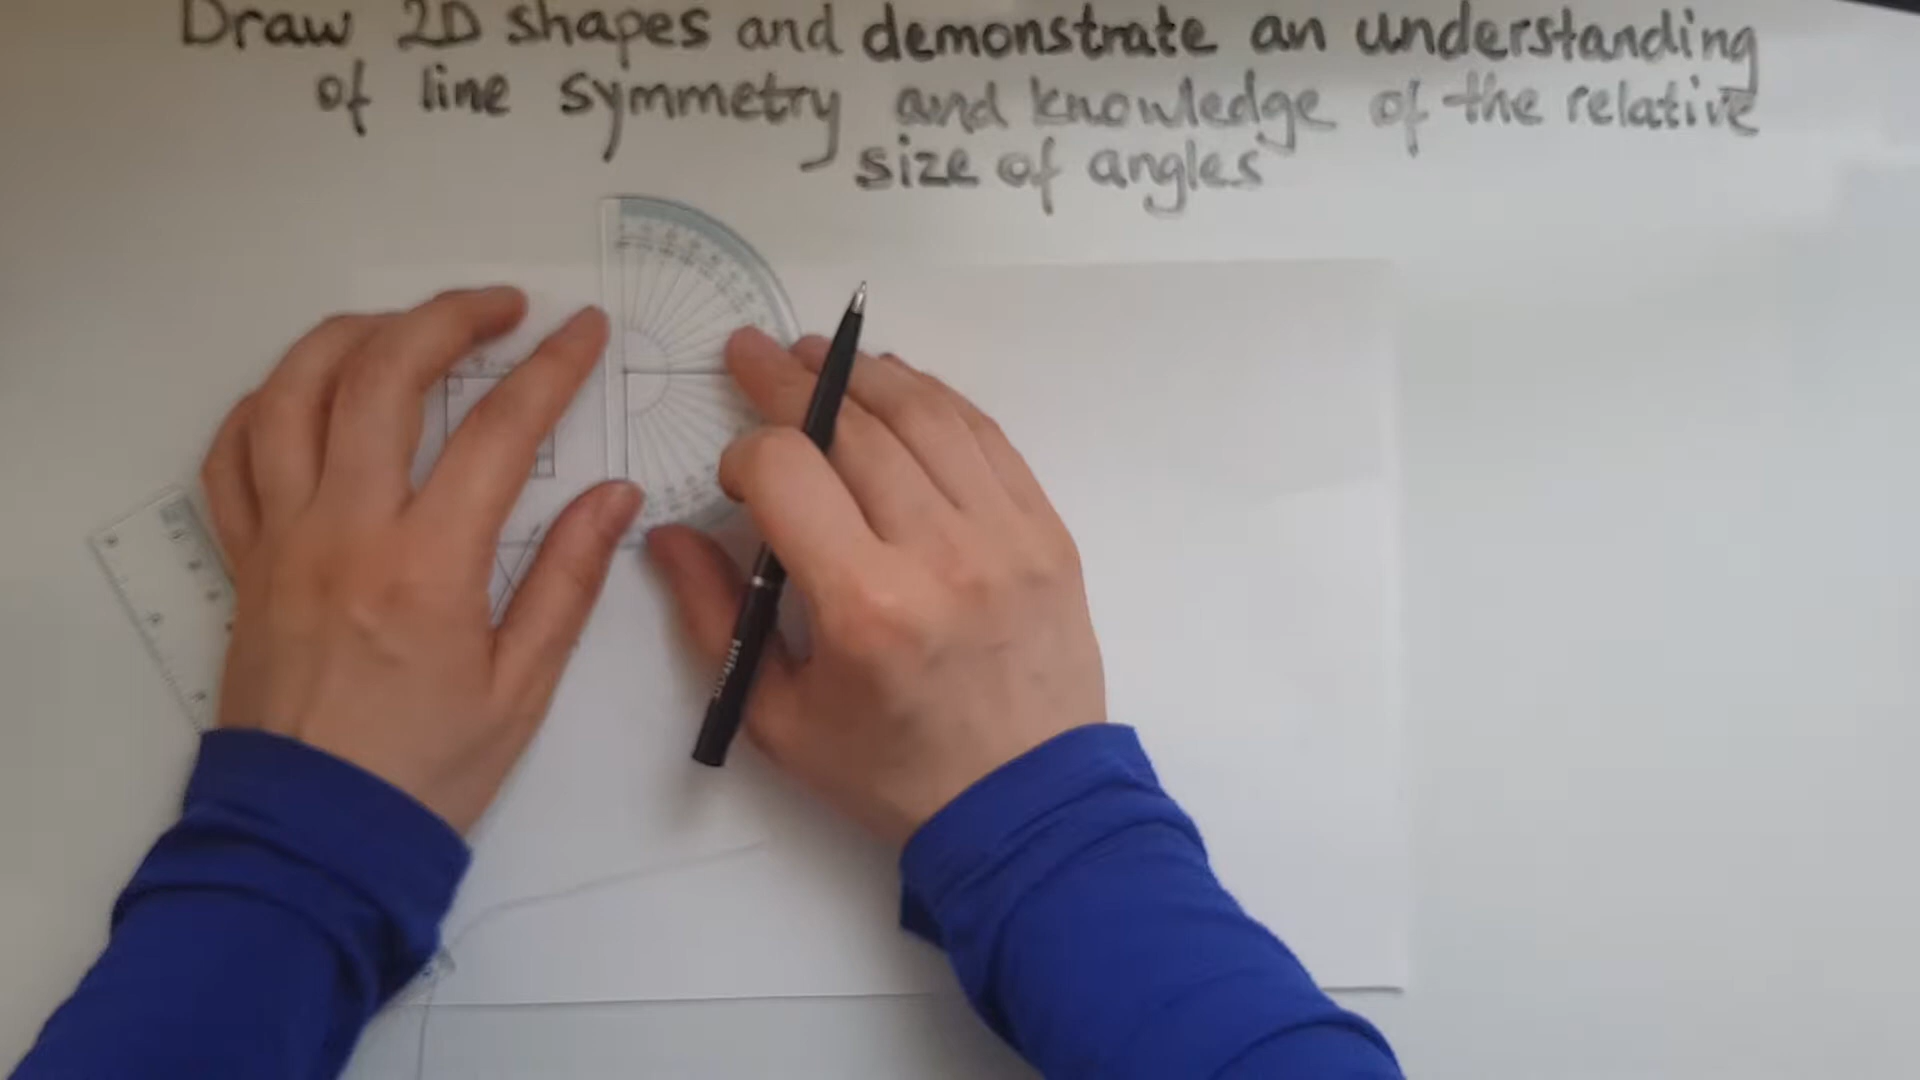 Draw 2D shapes and demonstrate an understanding
of line symmetry and knowledge of the relative
size of angles